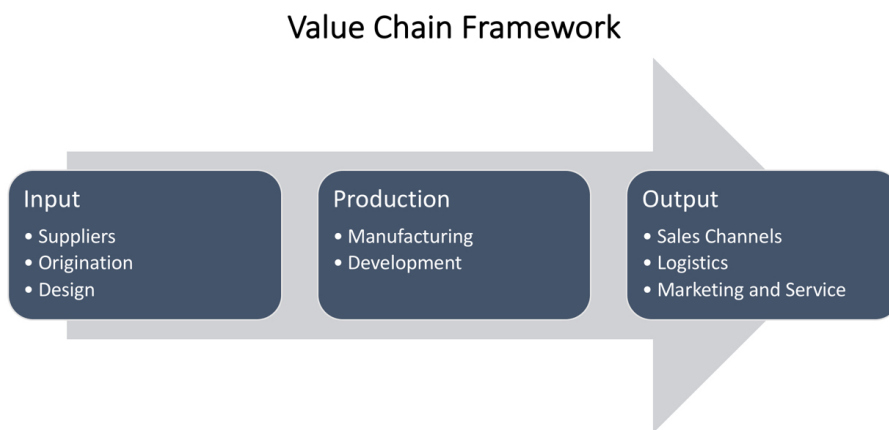 Value Chain Framework
Input
• Suppliers
• Origination
• Design
Production
• Manufacturing
• Development
Output
• Sales Channels
• Logistics
• Marketing and Service